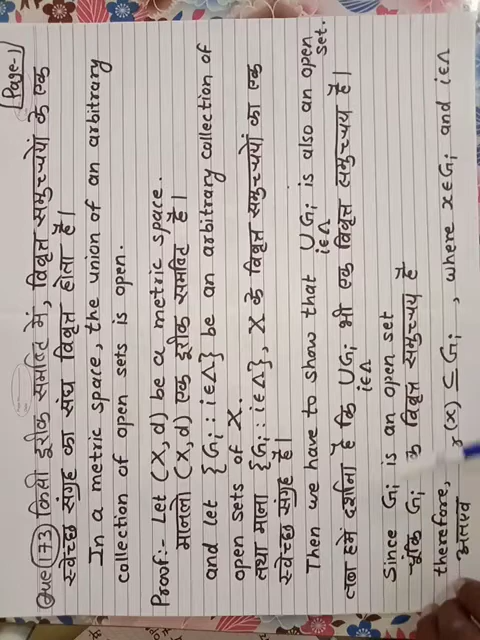 Page-1
Que 173 किसी दूरीक समष्टि में, विवृत्त समुच्चयों के एक
स्वेच्छ संग्रह का संघ विवृत्त होता है।
In a metric space, the union of an arbitrary
collection of open sets is open.
Proof:- Let (X,d) be a metric space.
मानलो (X,d) एक दूरीक समष्टि है।
and let {Gi : i∈Λ} be an arbitrary collection of
open sets of X.
तथा माना {Gi : i∈Λ}, X के विवृत्त समुच्चयों का एक
स्वेच्छ संग्रह है।
Then we have to show that ∪Gi is also an open set.
i∈Λ
तब हमें दर्शाना है कि ∪Gi भी एक विवृत्त समुच्चय है।
i∈Λ
Since Gi is an open set
चूंकि Gi विवृत्त समुच्चय है
therefore, (x) ⊆ Gi , where x∈Gi and i∈Λ
अतएव